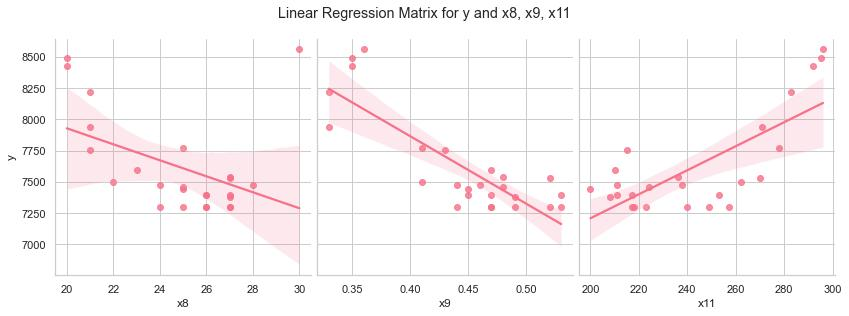 Linear Regression Matrix for y and x8, x9, x11
8500
8250
8000
7750
7500
7250
7000
y
20 22 24 26 28 30
0.35 0.40 0.45 0.50
200 220 240 260 280 300
x8
x9
x11